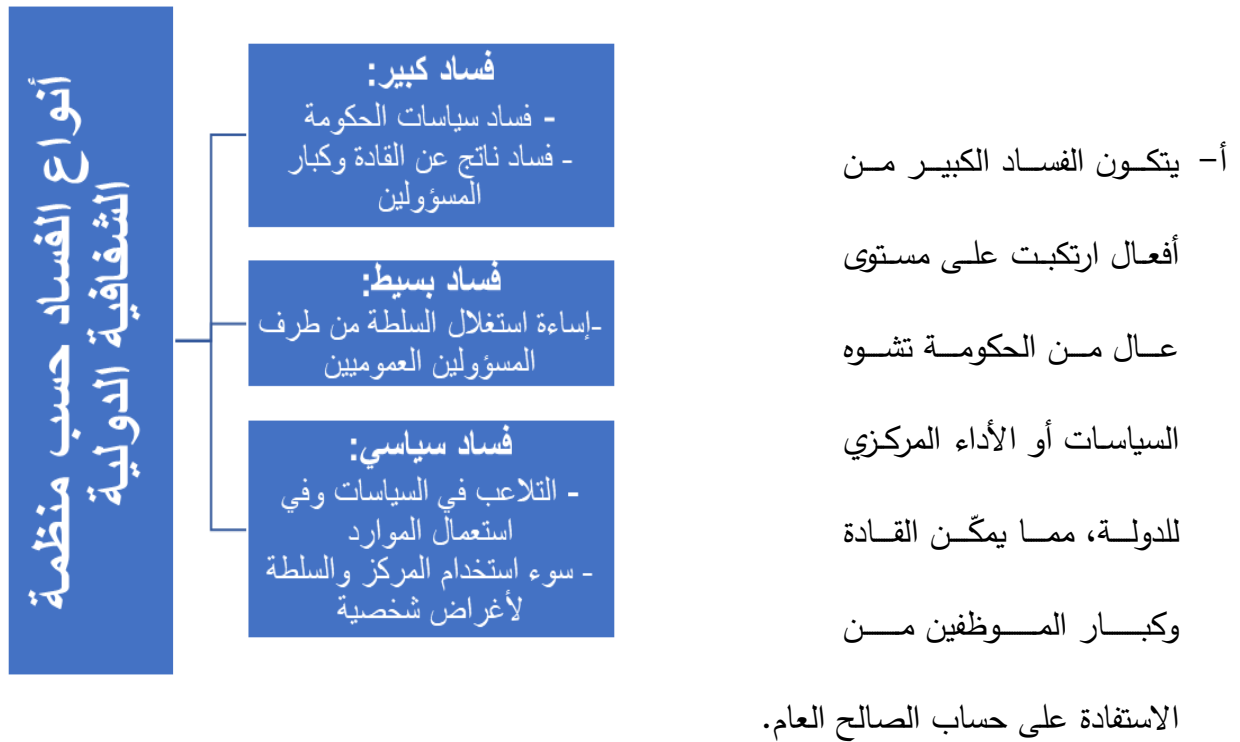 أنواع الفساد حسب منظمة
الشفافية الدولية
فساد كبير:
- فساد سياسات الحكومة
- فساد ناتج عن القادة وكبار
المسؤولين
فساد بسيط:
-إساءة استغلال السلطة من طرف
المسؤولين العموميين
فساد سياسي:
- التلاعب في السياسات وفي
استعمال الموارد
- سوء استخدام المركز والسلطة
لأغراض شخصية
أ- يتكون الفساد الكبير من
أفعال ارتكبت على مستوى
عال من الحكومة تشوه
السياسات أو الأداء المركزي
للدولة، مما يمكّن القادة
وكبار الموظفين من
الاستفادة على حساب الصالح العام.